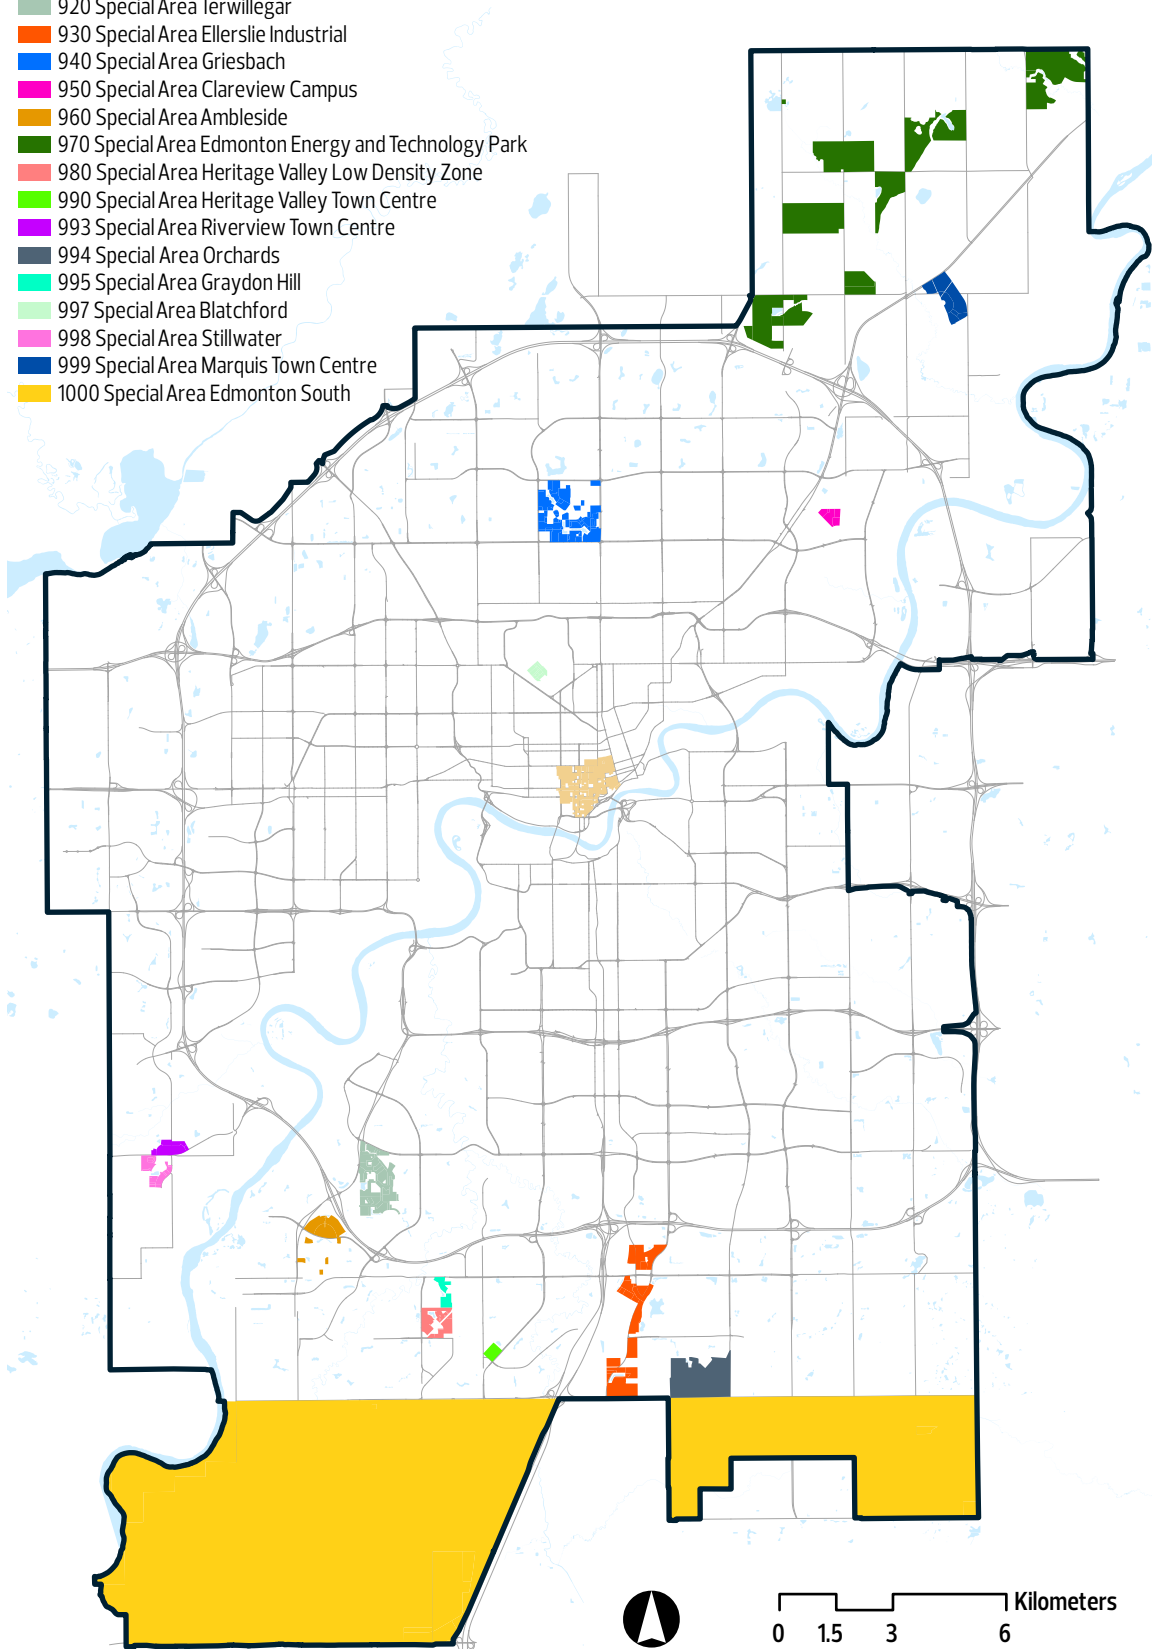 920 Special Area Terwillegar
930 Special Area Ellerslie Industrial
940 Special Area Griesbach
950 Special Area Clareview Campus
960 Special Area Ambleside
970 Special Area Edmonton Energy and Technology Park
980 Special Area Heritage Valley Low Density Zone
990 Special Area Heritage Valley Town Centre
993 Special Area Riverview Town Centre
994 Special Area Orchards
995 Special Area Graydon Hill
997 Special Area Blatchford
998 Special Area Stillwater
999 Special Area Marquis Town Centre
1000 Special Area Edmonton South
Kilometers
0 1.5 3 6